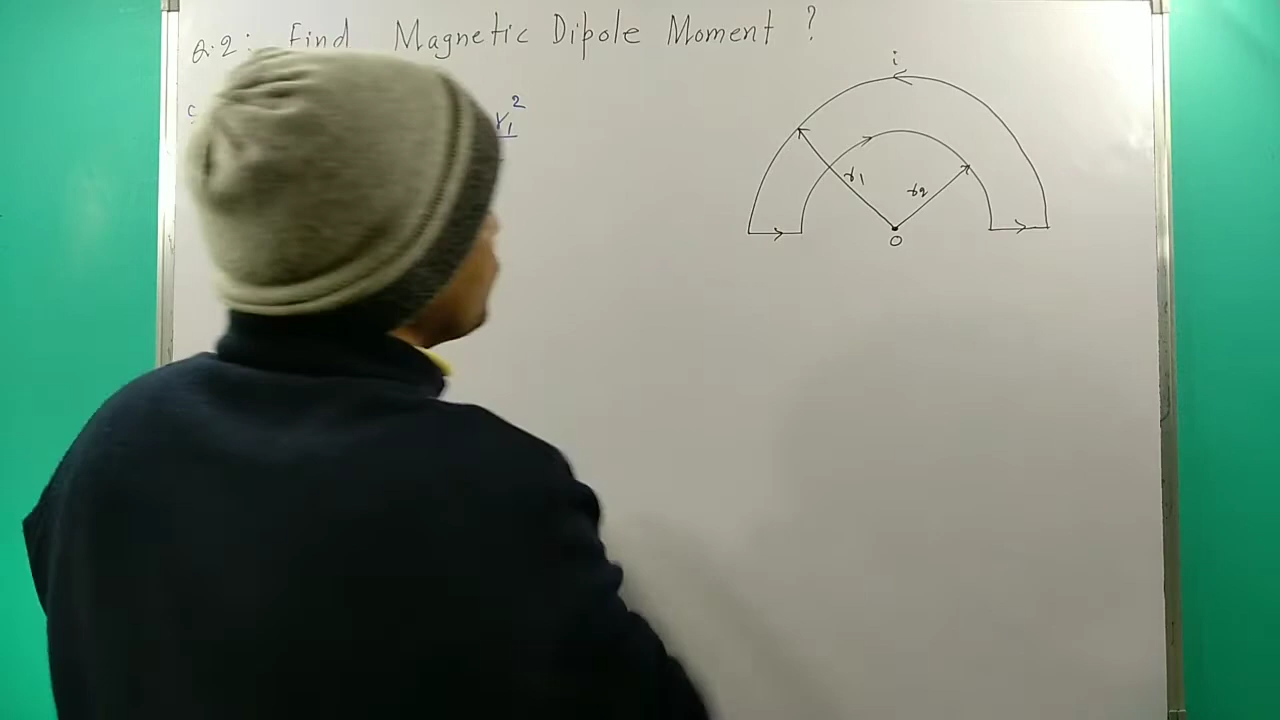 Q.2: Find Magnetic Dipole Moment ?
i
r1²
r1
r2
O